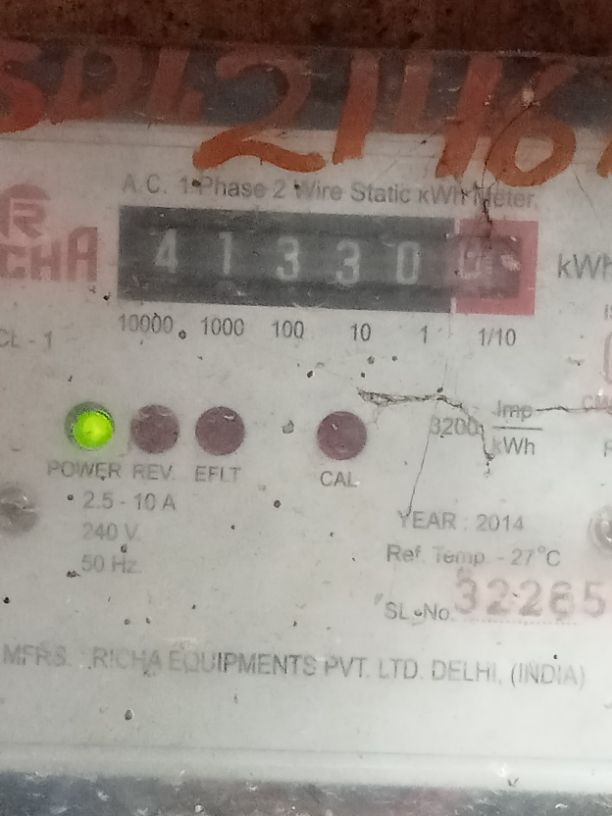 A.C. 1-Phase 2 Wire Static kWh Meter.
RICHA
4 1 3 3 0
kWh
10000 1000 100 10 1 1/10
CL - 1
3200 Imp
kWh
POWER REV. EFLT CAL
2.5 - 10 A
240 V
50 Hz
YEAR : 2014
Ref. Temp. - 27°C
SL. No.
MFRS. : RICHA EQUIPMENTS PVT. LTD. DELHI, (INDIA)